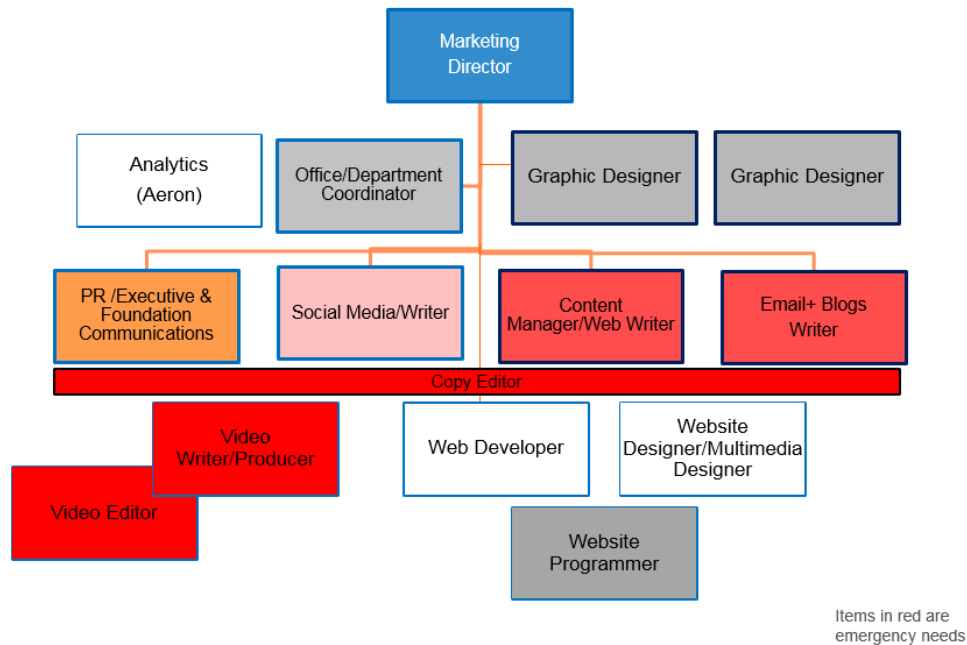 Marketing
Director
Analytics
(Aeron)
Office/Department
Coordinator
Graphic Designer
Graphic Designer
PR /Executive &
Foundation
Communications
Social Media/Writer
Content
Manager/Web Writer
Email+ Blogs
Writer
Copy Editor
Video
Writer/Producer
Web Developer
Website
Designer/Multimedia
Designer
Video Editor
Website
Programmer
Items in red are
emergency needs